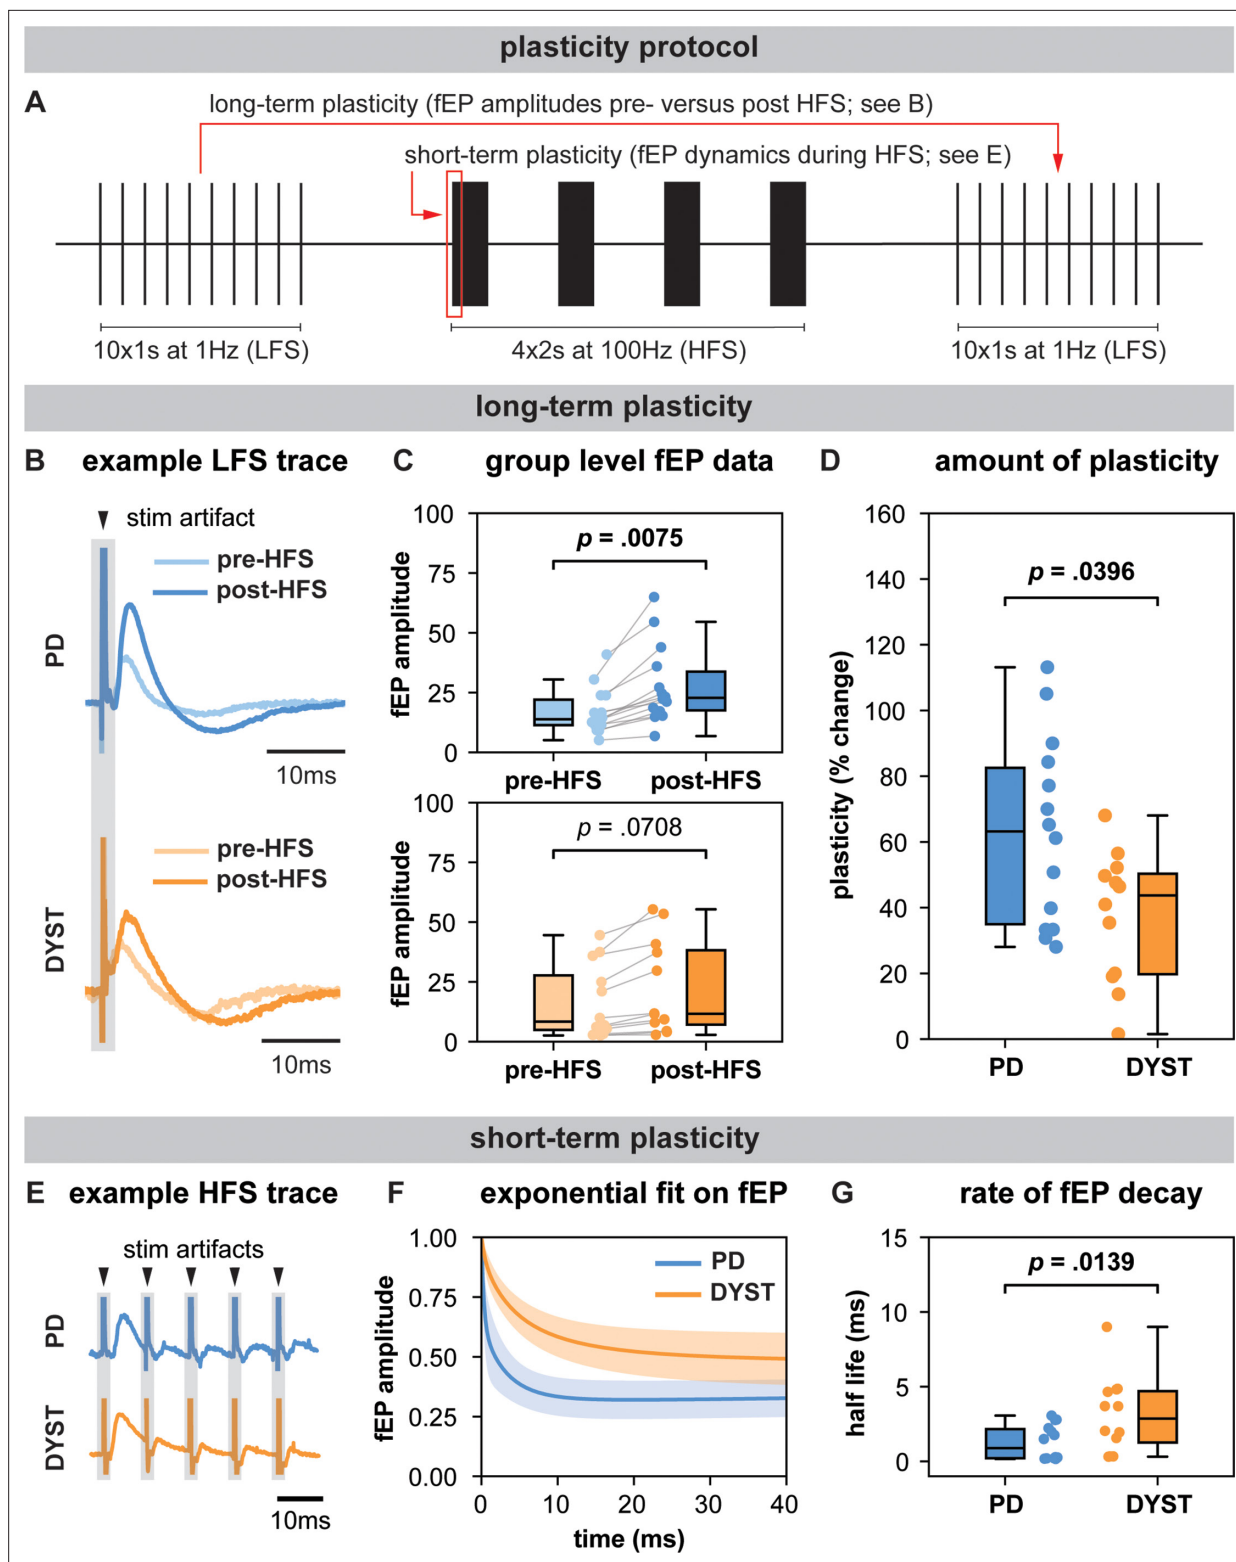 plasticity protocol
A
long-term plasticity (fEP amplitudes pre- versus post HFS; see B)
short-term plasticity (fEP dynamics during HFS; see E)
10x1s at 1Hz (LFS)
4x2s at 100Hz (HFS)
10x1s at 1Hz (LFS)
long-term plasticity
B example LFS trace
stim artifact
pre-HFS
post-HFS
PD
10ms
pre-HFS
post-HFS
DYST
10ms
C group level fEP data
100
75
50
25
0
fEP amplitude
p = .0075
pre-HFS post-HFS
100
75
50
25
0
fEP amplitude
p = .0708
pre-HFS post-HFS
D amount of plasticity
160
140
120
100
80
60
40
20
0
plasticity (% change)
p = .0396
PD DYST
short-term plasticity
E example HFS trace
stim artifacts
PD
DYST
10ms
F exponential fit on fEP
1.00
0.75
0.50
0.25
0.00
fEP amplitude
PD
DYST
0 10 20 30 40
time (ms)
G rate of fEP decay
15
10
5
0
half life (ms)
p = .0139
PD DYST